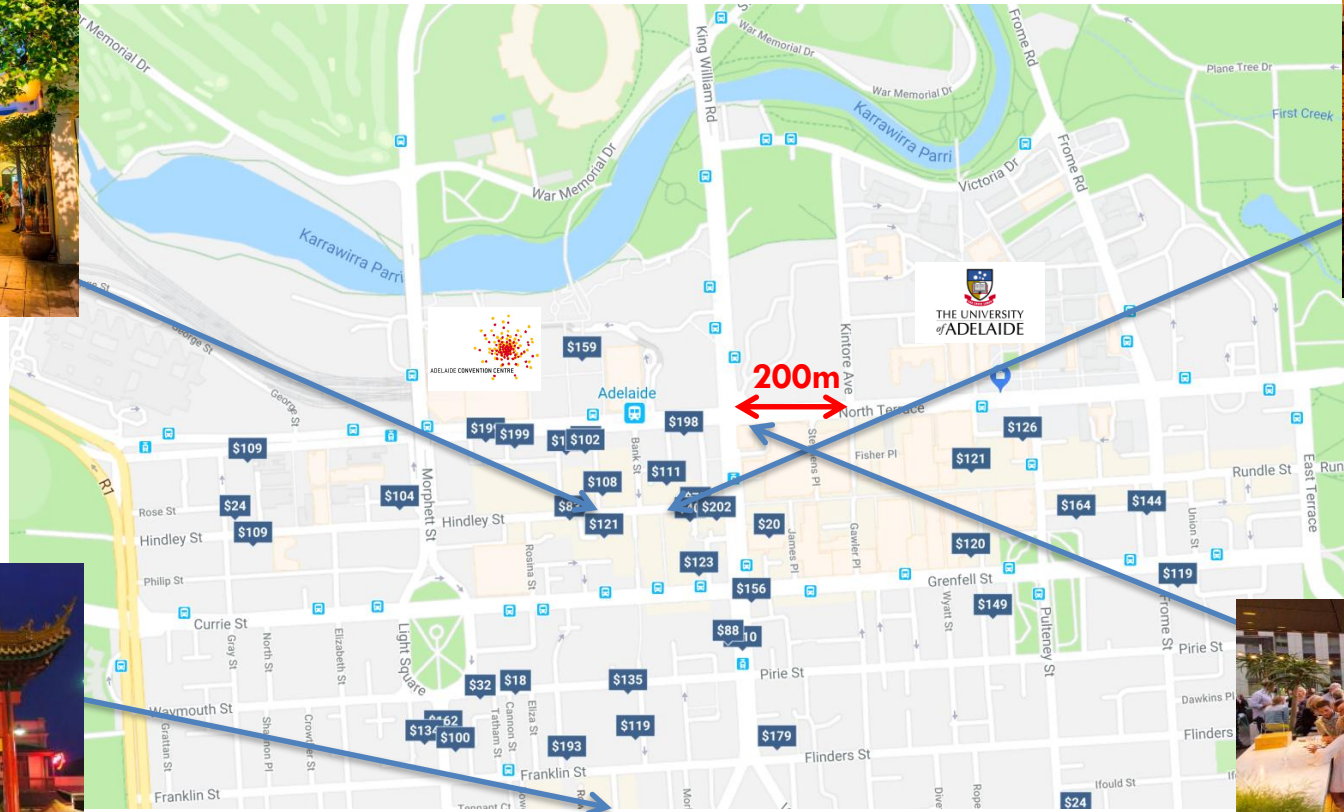 War Memorial Dr
King William Rd
War Memorial Dr
Frome Rd
Plane Tree Dr
First Creek
War Memorial Dr
Karrawirra Parri
Victoria Dr
Frome Rd
War Memorial Dr
Karrawirra Parri
THE UNIVERSITY
of ADELAIDE
George St
Kintore Ave
ADELAIDE CONVENTION CENTRE
$159
200m
Adelaide
North Terrace
George St
$199
$102
$198
$126
$109
Bank St
Stephens Pl
Fisher Pl
$121
R1
$111
Rundle St
East Terrace
$104
Morphett St
$108
$24
Rose St
$202
$164
$144
Hindley St
$121
$20
James Pl
Gawler Pl
Union St
Hindley St
$109
$120
Rosina St
$123
Philip St
$156
Grenfell St
$119
Wyatt St
$149
Currie St
Gray St
North St
Elizabeth St
Light Square
$88
Pulteney St
Frome St
Pirie St
$32
$18
$135
Pirie St
Waymouth St
Dawkins Pl
Grattan St
Shannon Pl
Crowther St
$100
Tatham St
Cannon St
Eliza St
$119
$193
$179
Flinders St
Flinders
Franklin St
Ifould St
Franklin St
Tennant Ct
$24